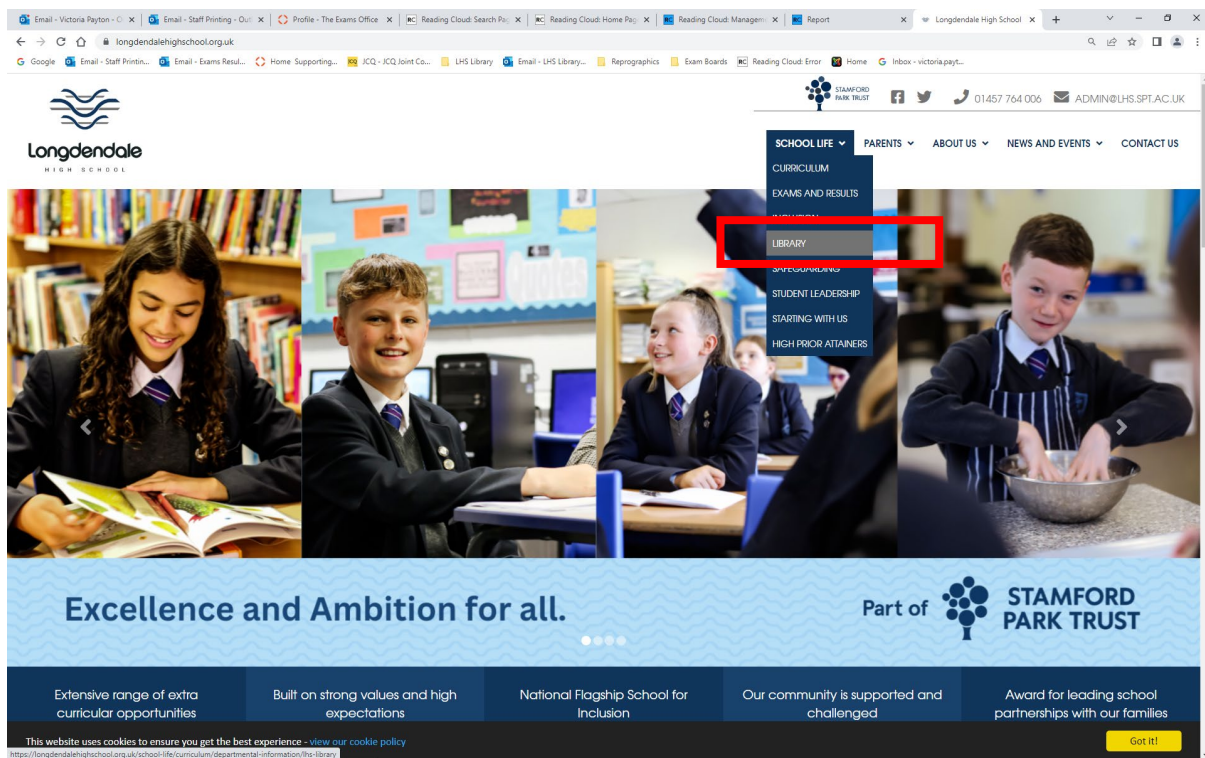 Email - Victoria Payton - O
Email - Staff Printing - Out
Profile - The Exams Office
Reading Cloud: Search Pag
Reading Cloud: Home Page
Reading Cloud: Managem
Report
Longdendale High School
longdendalehighschool.org.uk
Google
Email - Staff Printin...
Email - Exams Resul...
Home Supporting...
JCQ - JCQ Joint Co...
LHS Library
Email - LHS Library...
Reprographics
Exam Boards
Reading Cloud: Error
Home
Inbox - victoria.payt...
Longdendale
HIGH SCHOOL
STAMFORD
PARK TRUST
01457 764 006
ADMIN@LHS.SPT.AC.UK
SCHOOL LIFE
PARENTS
ABOUT US
NEWS AND EVENTS
CONTACT US
CURRICULUM
EXAMS AND RESULTS
LIBRARY
SAFEGUARDING
STUDENT LEADERSHIP
STARTING WITH US
HIGH PRIOR ATTAINERS
Quotes
Excellence and Ambition for all.
Part of
STAMFORD
PARK TRUST
Extensive range of extra
curricular opportunities
Built on strong values and high
expectations
National Flagship School for
Inclusion
Our community is supported and
challenged
Award for leading school
partnerships with our families
This website uses cookies to ensure you get the best experience - view our cookie policy
Got it!
https://longdendalehighschool.org.uk/school-life/curriculum/departmental-information/lhs-library